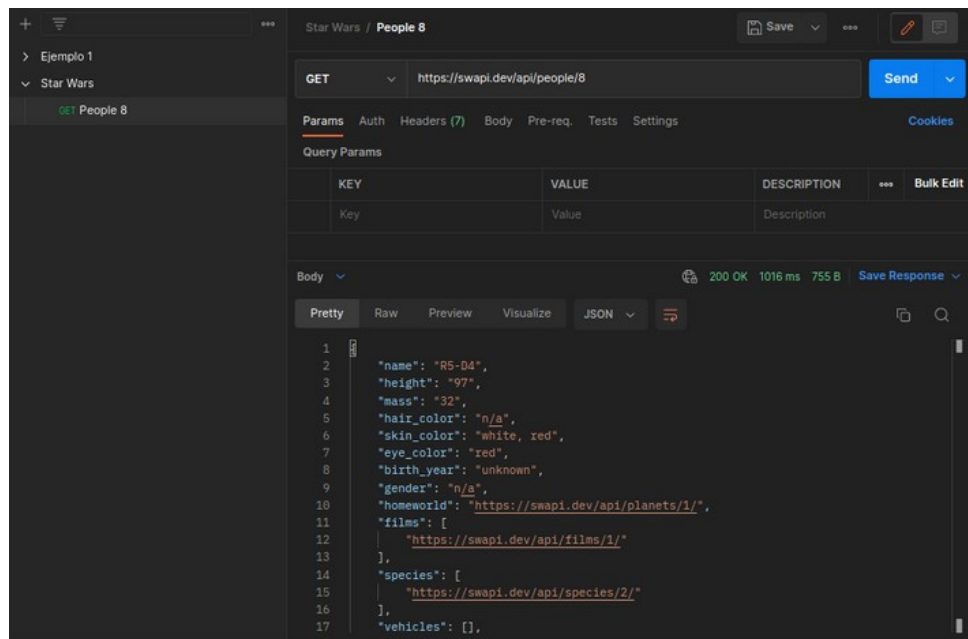 Star Wars / People 8
Save
Ejemplo 1
Star Wars
GET People 8
GET
https://swapi.dev/api/people/8
Send
Params Auth Headers (7) Body Pre-req. Tests Settings
Cookies
Query Params
KEY VALUE DESCRIPTION Bulk Edit
Key Value Description
Body
200 OK 1016 ms 755 B Save Response
Pretty Raw Preview Visualize JSON
1 {
2 "name": "R5-D4",
3 "height": "97",
4 "mass": "32",
5 "hair_color": "n/a",
6 "skin_color": "white, red",
7 "eye_color": "red",
8 "birth_year": "unknown",
9 "gender": "n/a",
10 "homeworld": "https://swapi.dev/api/planets/1/",
11 "films": [
12 "https://swapi.dev/api/films/1/"
13 ],
14 "species": [
15 "https://swapi.dev/api/species/2/"
16 ],
17 "vehicles": [],